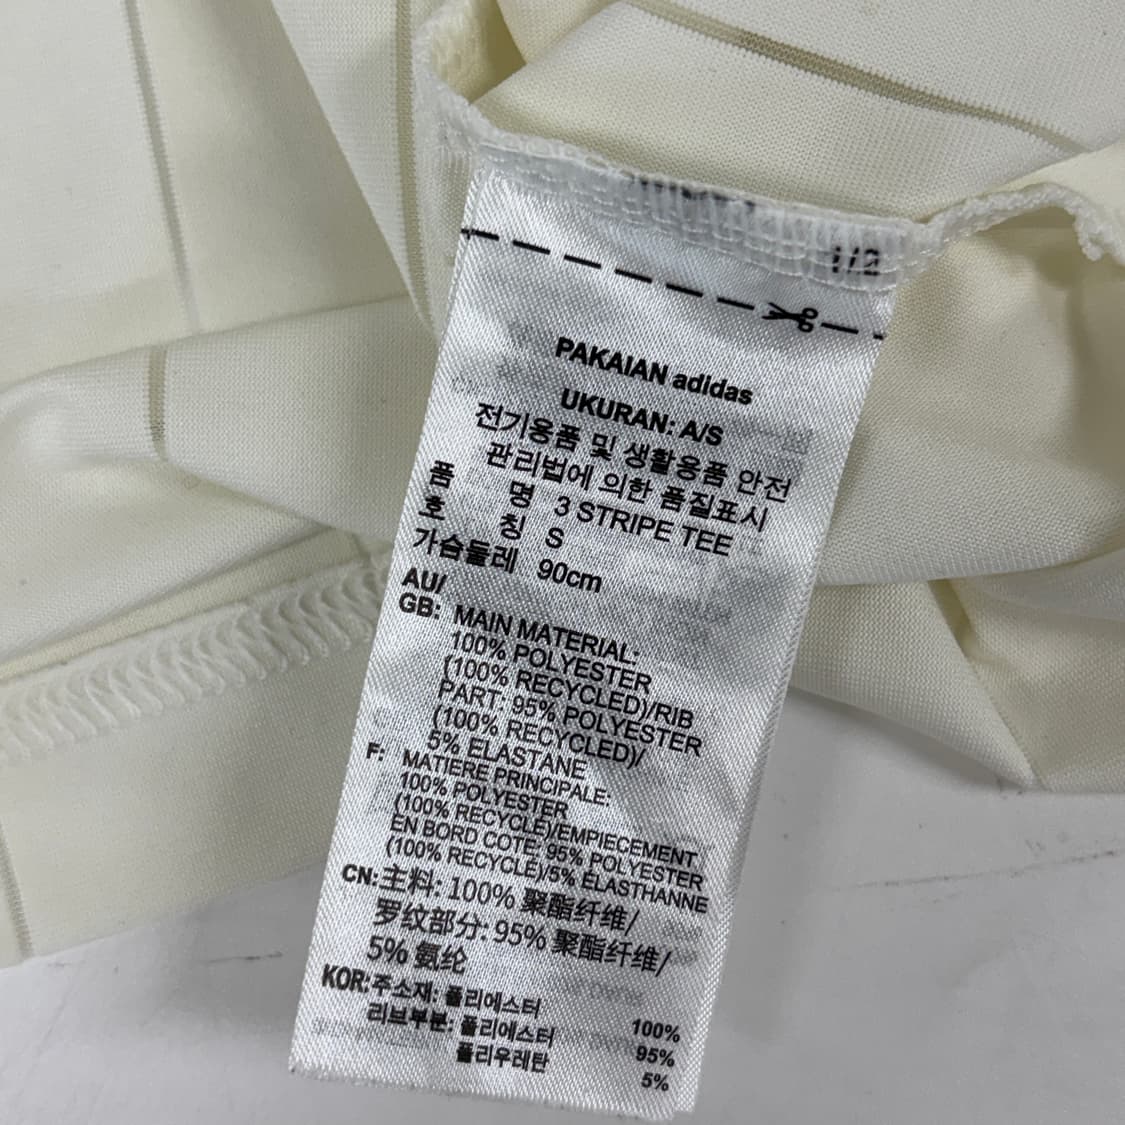 1/2
PAKAIAN adidas
UKURAN: A/S
전기용품 및 생활용품 안전
관리법에 의한 품질표시
품 명 3 STRIPE TEE
호 칭 S
가슴둘레 90cm
AU/
GB: MAIN MATERIAL:
100% POLYESTER
(100% RECYCLED)/RIB
PART: 95% POLYESTER
(100% RECYCLED)/
5% ELASTANE
F: MATIERE PRINCIPALE:
100% POLYESTER
(100% RECYCLE)/EMPIECEMENT
EN BORD COTE: 95% POLYESTER
(100% RECYCLE)/5% ELASTHANNE
CN: 主料: 100% 聚酯纤维/
罗纹部分: 95% 聚酯纤维/
5% 氨纶
KOR: 주소재: 폴리에스터 100%
리브부분: 폴리에스터 95%
폴리우레탄 5%